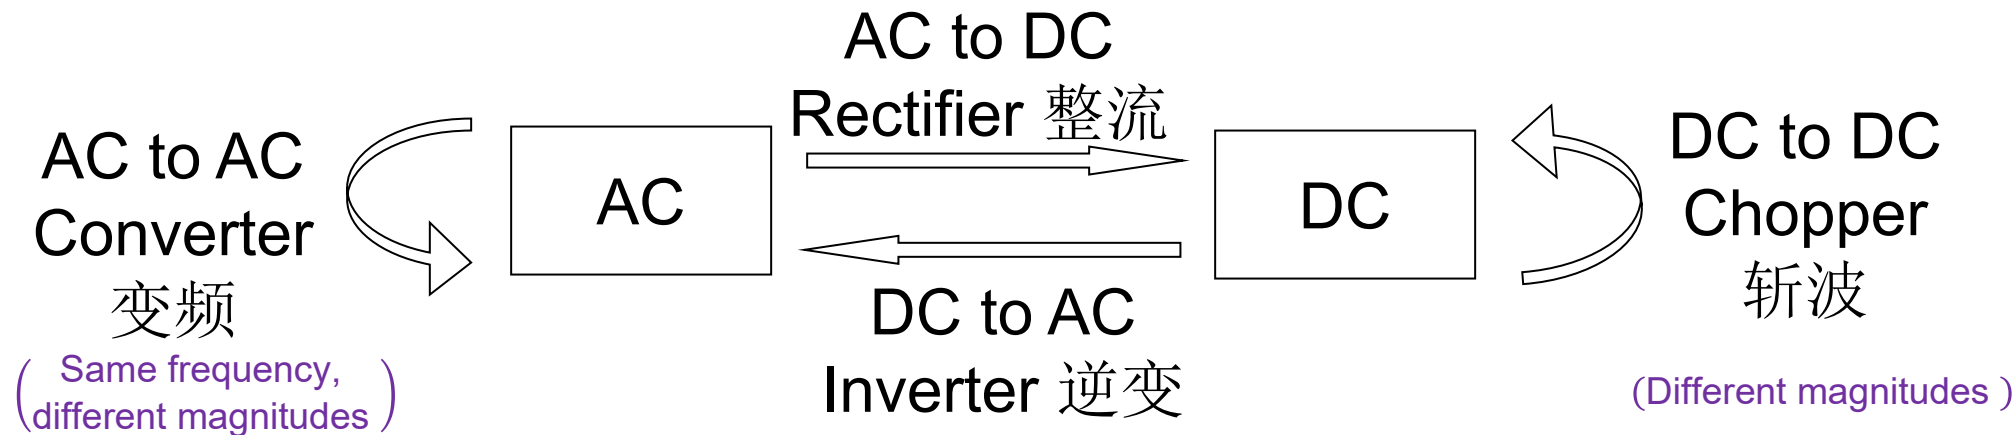 AC to AC
Converter
变频
(Same frequency,
different magnitudes)
AC
AC to DC
Rectifier 整流
DC to AC
Inverter 逆变
DC
DC to DC
Chopper
斩波
(Different magnitudes )